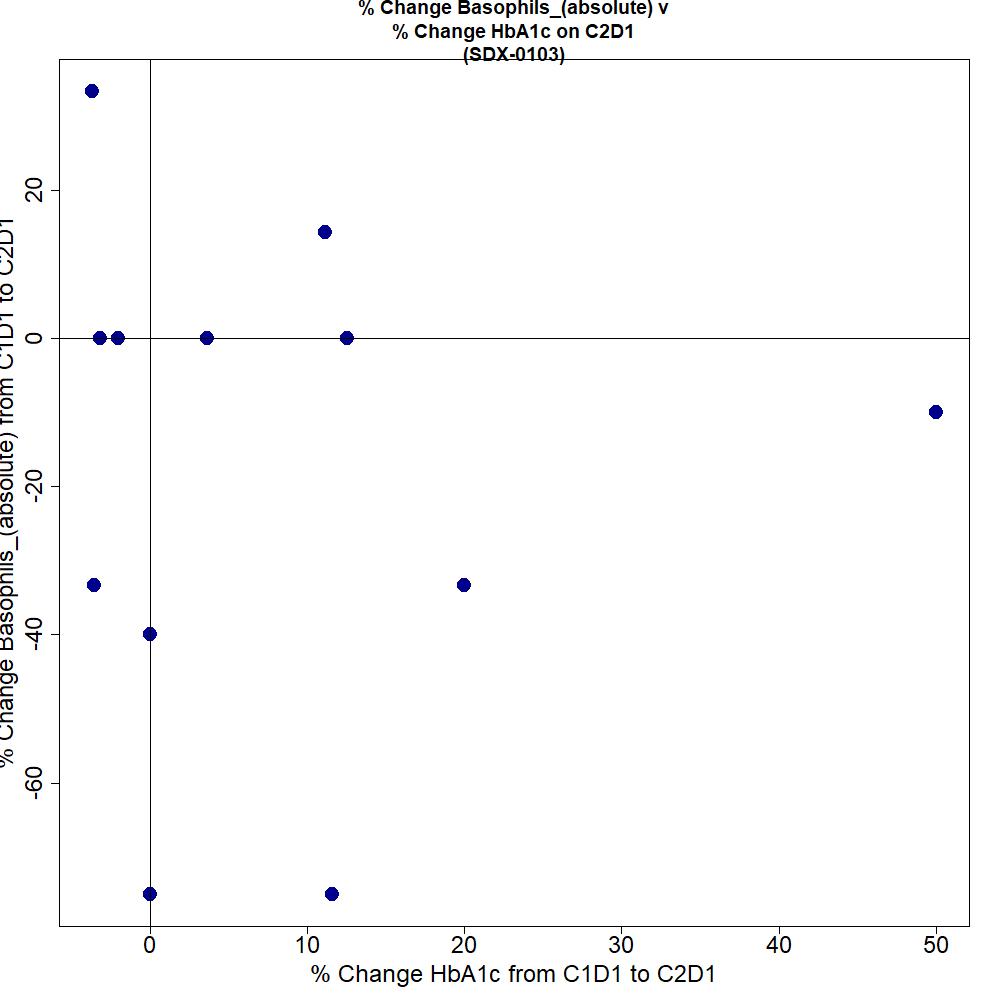 % Change Basophils_(absolute) v
% Change HbA1c on C2D1
(SDX-0103)
% Change Basophils_(absolute) from C1D1 to C2D1
20
0
-20
-40
-60
0
10
20
30
40
50
% Change HbA1c from C1D1 to C2D1